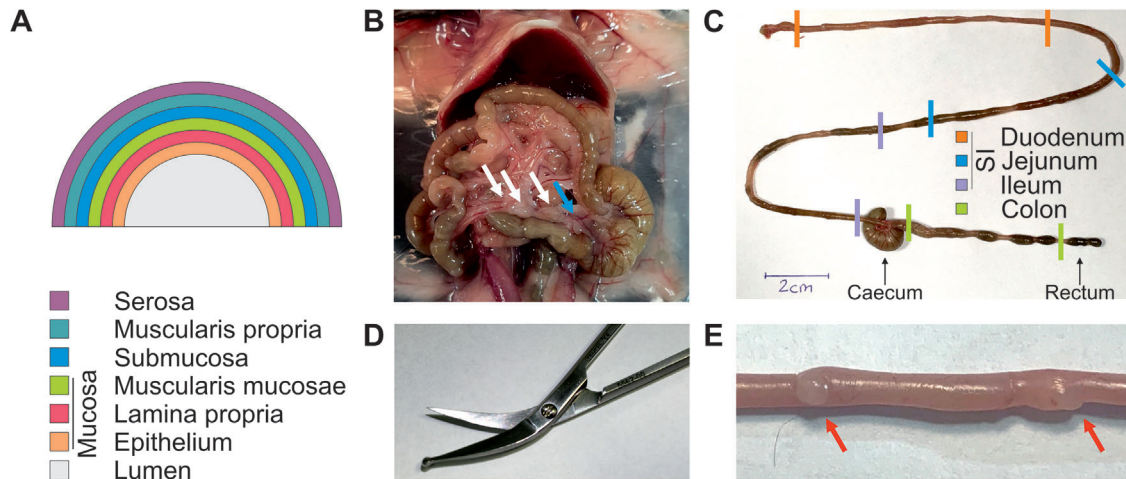 A
Serosa
Muscularis propria
Submucosa
Muscularis mucosae
Lamina propria
Epithelium
Lumen
Mucosa
B
C
Duodenum
Jejunum
Ileum
Colon
SI
2cm
Caecum
Rectum
D
E